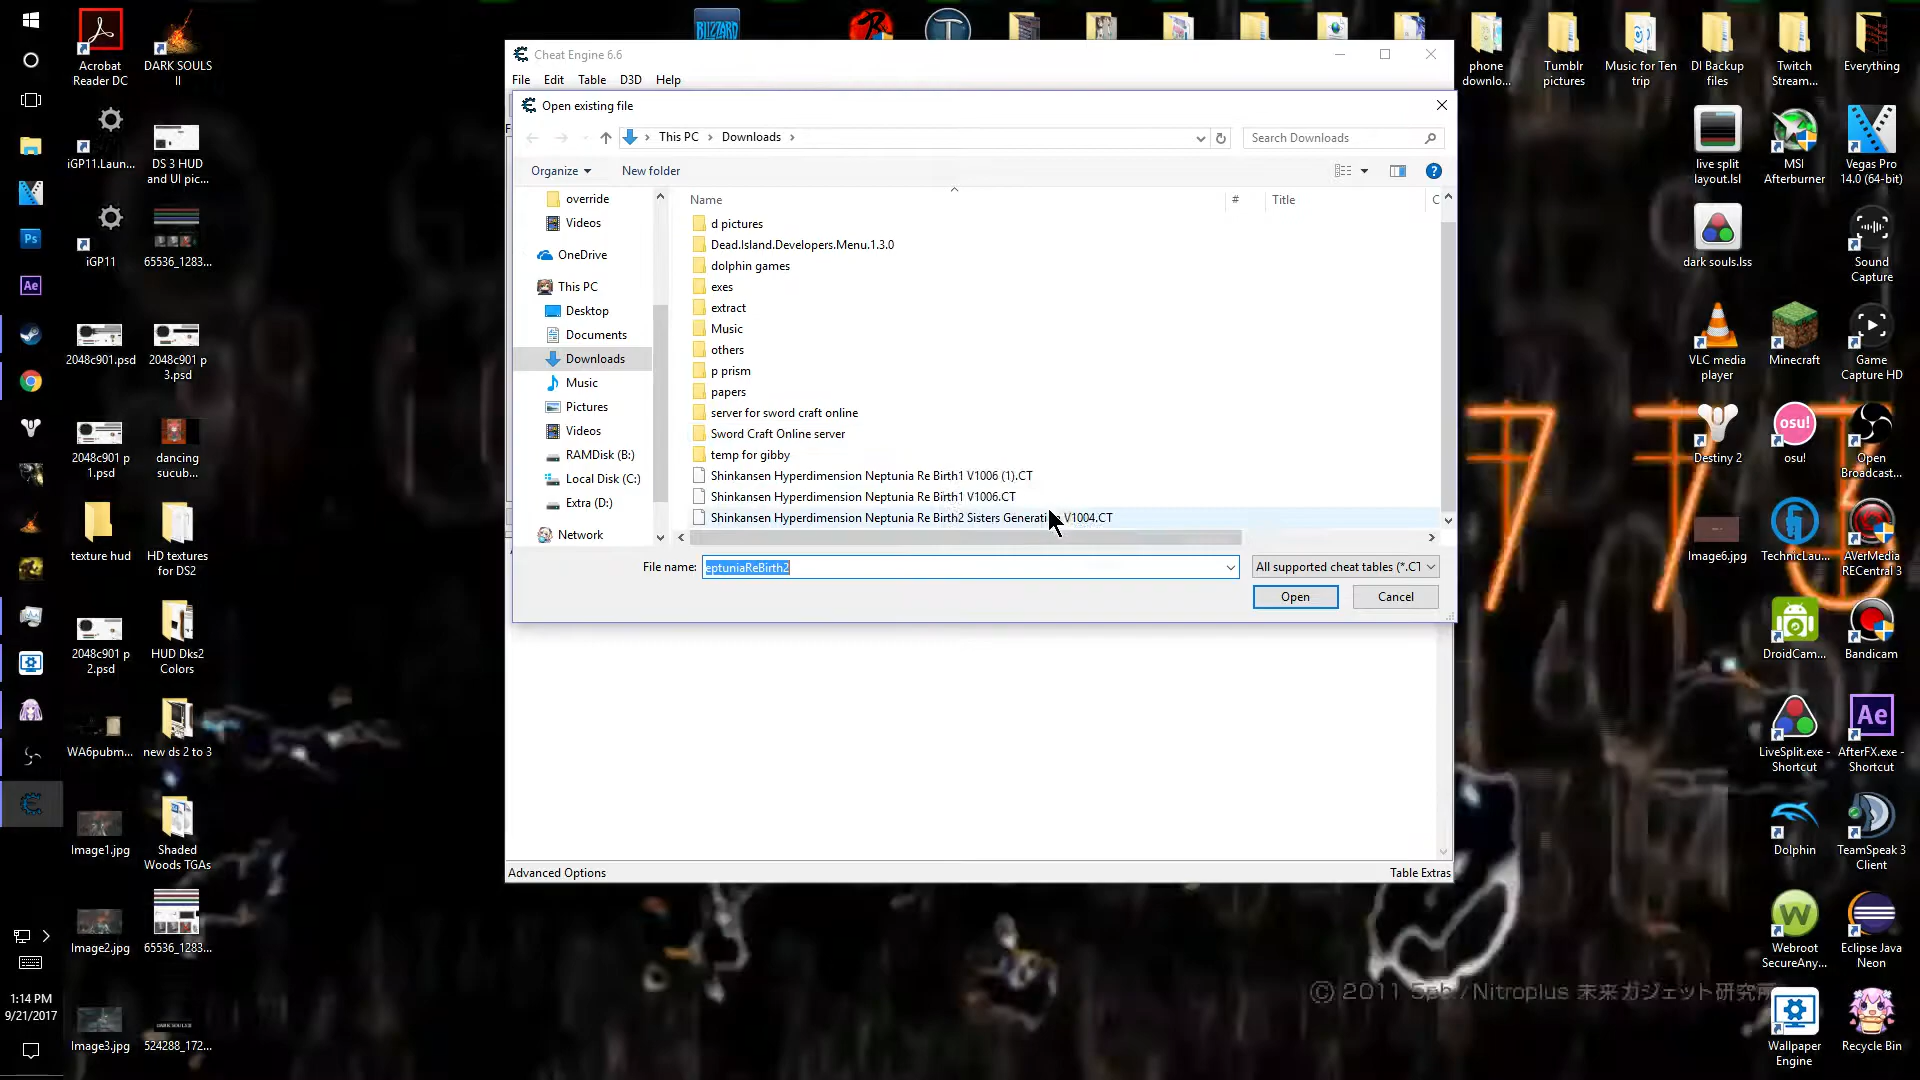 Acrobat
Reader DC
DARK SOULS
II
iGP11.Laun...
DS 3 HUD
and UI pic...
iGP11
65536_1283...
2048c901.psd
2048c901 p
3.psd
2048c901 p
1.psd
dancing
sucub...
texture hud
HD textures
for DS2
2048c901 p
2.psd
HUD Dks2
Colors
WA6pubm...
new ds 2 to 3
Image1.jpg
Shaded
Woods TGAs
Image2.jpg
65536_1283...
Image3.jpg
524288_172...
Ps
Ae
1:14 PM
9/21/2017
BLIZZARD
Cheat Engine 6.6
File Edit Table D3D Help
Open existing file
This PC > Downloads >
Search Downloads
Organize
New folder
override
Videos
OneDrive
This PC
Desktop
Documents
Downloads
Music
Pictures
Videos
RAMDisk (B:)
Local Disk (C:)
Extra (D:)
Network
Name # Title C
d pictures
Dead.Island.Developers.Menu.1.3.0
dolphin games
exes
extract
Music
others
p prism
papers
server for sword craft online
Sword Craft Online server
temp for gibby
Shinkansen Hyperdimension Neptunia Re Birth1 V1006 (1).CT
Shinkansen Hyperdimension Neptunia Re Birth1 V1006.CT
Shinkansen Hyperdimension Neptunia Re Birth2 Sisters V1004.CT
File name: eptuniaReBirth2
All supported cheat tables (*.CT
Open Cancel
Advanced Options
Table Extras
phone
downlo...
Tumblr
pictures
Music for Ten
trip
DI Backup
files
Twitch
Stream...
Everything
live split
layout.lsl
MSI
Afterburner
Vegas Pro
14.0 (64-bit)
dark souls.lss
Sound
Capture
VLC media
player
Minecraft
Game
Capture HD
Destiny 2
osu!
osu!
Open
Broadcast...
Image6.jpg
TechnicLau...
AVerMedia
RECentral 3
DroidCam...
Bandicam
LiveSplit.exe -
Shortcut
Ae
AfterFX.exe -
Shortcut
Dolphin
TeamSpeak 3
Client
Webroot
SecureAny...
Eclipse Java
Neon
Wallpaper
Engine
Recycle Bin
© 2011 5pb./Nitroplus 未来ガジェット研究所